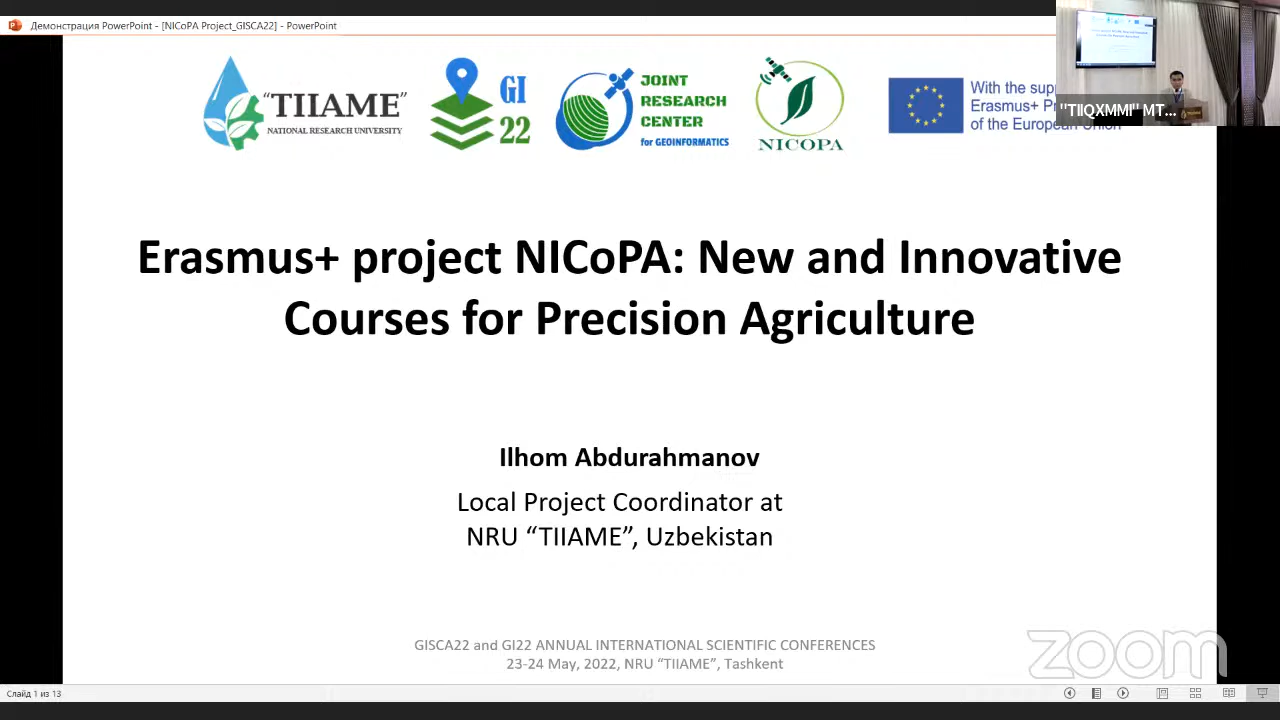 Демонстрация PowerPoint - [NICoPA Project_GISCA22] - PowerPoint
"TIIAME"
NATIONAL RESEARCH UNIVERSITY
GI
22
JOINT
RESEARCH
CENTER
for GEOINFORMATICS
NICOPA
With the sup
Erasmus+ P
of the European Union
"TIIQXMMI" MT...
Erasmus+ project NICoPA: New and Innovative
Courses for Precision Agriculture
Ilhom Abdurahmanov
Local Project Coordinator at
NRU “TIIAME”, Uzbekistan
GISCA22 and GI22 ANNUAL INTERNATIONAL SCIENTIFIC CONFERENCES
23-24 May, 2022, NRU “TIIAME”, Tashkent
zoom
Слайд 1 из 13